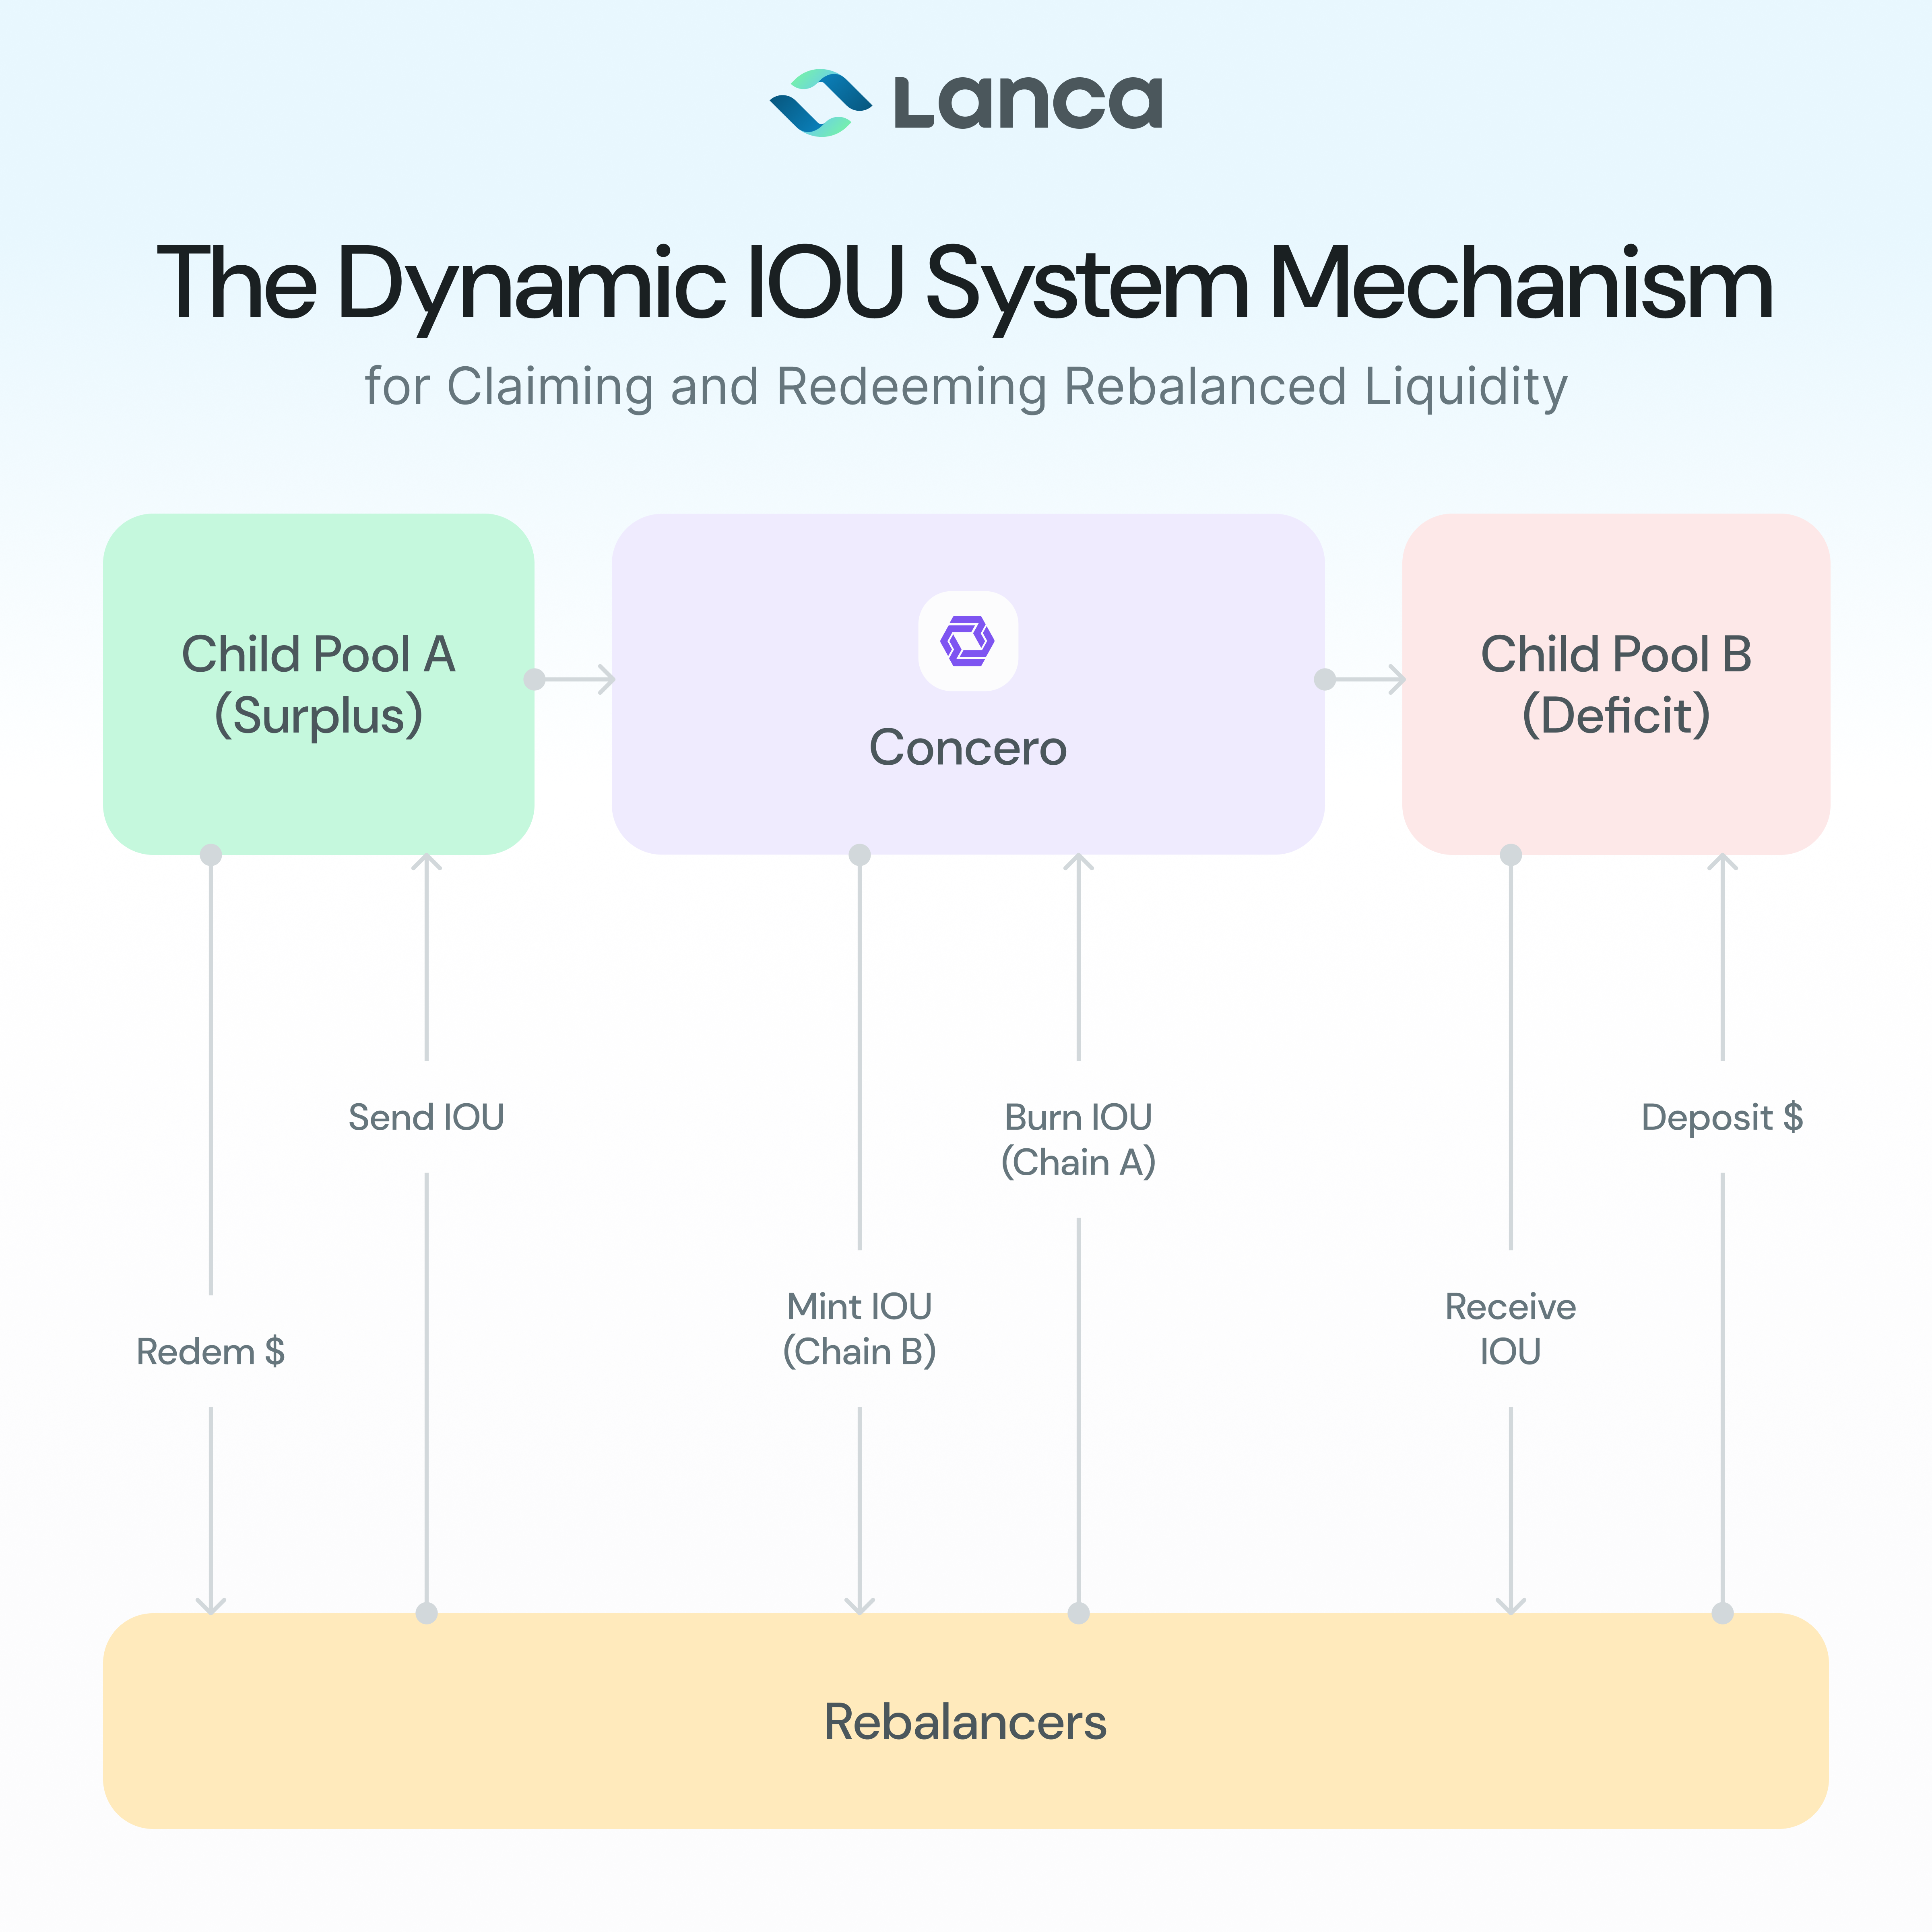 Lanca
The Dynamic IOU System Mechanism
for Claiming and Redeeming Rebalanced Liquidity
Child Pool A
(Surplus)
Concero
Child Pool B
(Deficit)
Send IOU
Burn IOU
(Chain A)
Deposit $
Redem $
Mint IOU
(Chain B)
Receive
IOU
Rebalancers